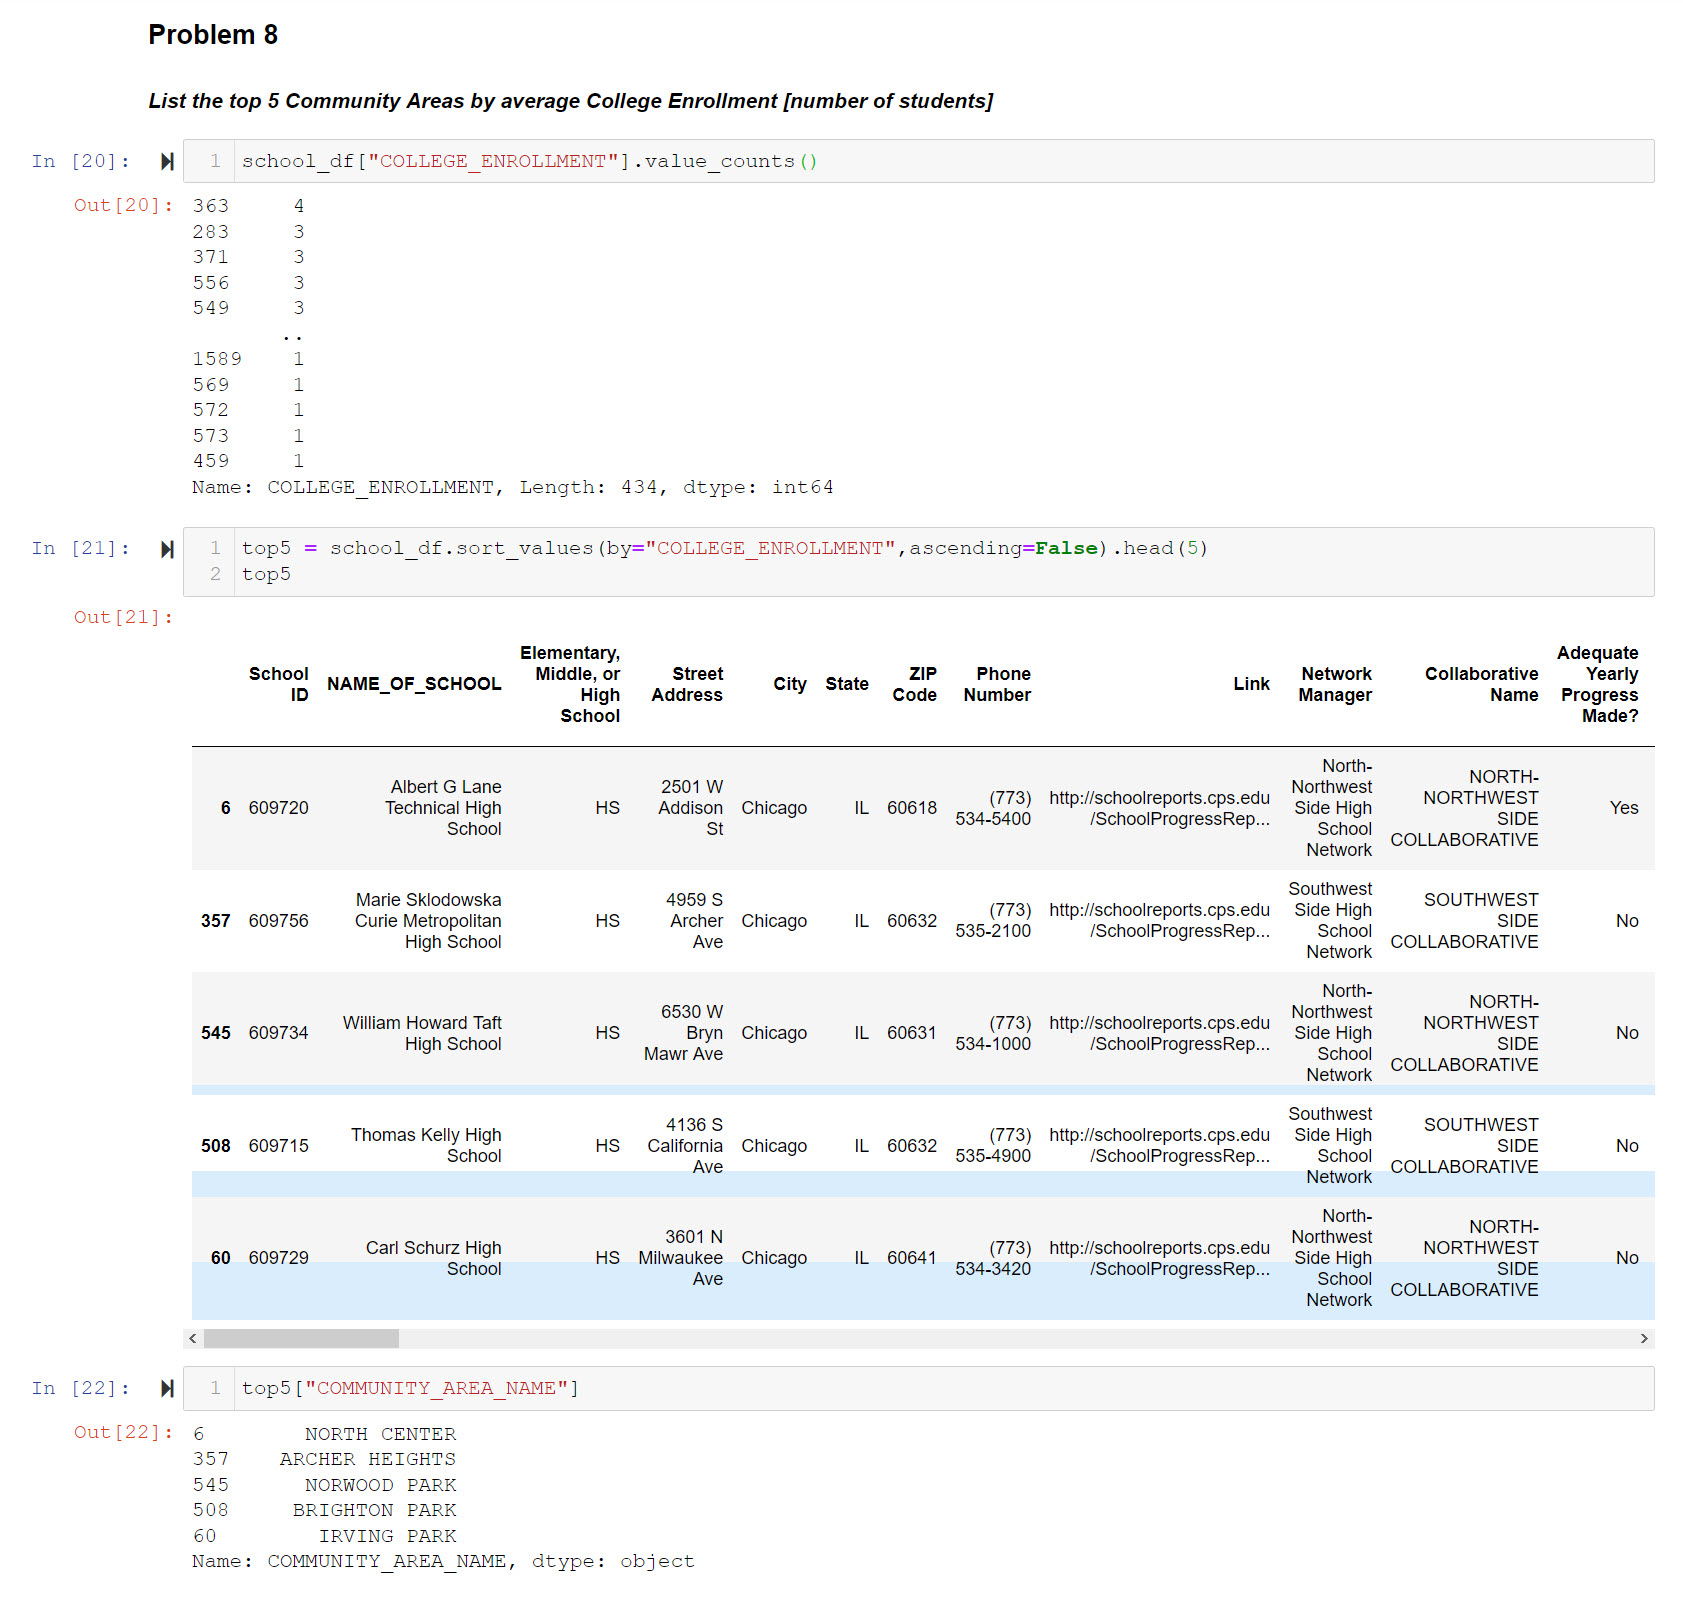 Problem 8
List the top 5 Community Areas by average College Enrollment [number of students]
In [20]: 1 school_df["COLLEGE_ENROLLMENT"].value_counts()
Out[20]: 363 4
283 3
371 3
556 3
549 3
..
1589 1
569 1
572 1
573 1
459 1
Name: COLLEGE_ENROLLMENT, Length: 434, dtype: int64
In [21]: 1 top5 = school_df.sort_values(by="COLLEGE_ENROLLMENT",ascending=False).head(5)
2 top5
Out[21]:
School ID NAME_OF_SCHOOL Elementary, Middle, or High School Street Address City State ZIP Code Phone Number Link Network Manager Collaborative Name Adequate Yearly Progress Made?
6 609720 Albert G Lane Technical High School HS 2501 W Addison St Chicago IL 60618 (773) 534-5400 http://schoolreports.cps.edu/SchoolProgressRep... North-Northwest Side High School Network NORTH-NORTHWEST SIDE COLLABORATIVE Yes
357 609756 Marie Sklodowska Curie Metropolitan High School HS 4959 S Archer Ave Chicago IL 60632 (773) 535-2100 http://schoolreports.cps.edu/SchoolProgressRep... Southwest Side High School Network SOUTHWEST SIDE COLLABORATIVE No
545 609734 William Howard Taft High School HS 6530 W Bryn Mawr Ave Chicago IL 60631 (773) 534-1000 http://schoolreports.cps.edu/SchoolProgressRep... North-Northwest Side High School Network NORTH-NORTHWEST SIDE COLLABORATIVE No
508 609715 Thomas Kelly High School HS 4136 S California Ave Chicago IL 60632 (773) 535-4900 http://schoolreports.cps.edu/SchoolProgressRep... Southwest Side High School Network SOUTHWEST SIDE COLLABORATIVE No
60 609729 Carl Schurz High School HS 3601 N Milwaukee Ave Chicago IL 60641 (773) 534-3420 http://schoolreports.cps.edu/SchoolProgressRep... North-Northwest Side High School Network NORTH-NORTHWEST SIDE COLLABORATIVE No
In [22]: 1 top5["COMMUNITY_AREA_NAME"]
Out[22]: 6 NORTH CENTER
357 ARCHER HEIGHTS
545 NORWOOD PARK
508 BRIGHTON PARK
60 IRVING PARK
Name: COMMUNITY_AREA_NAME, dtype: object